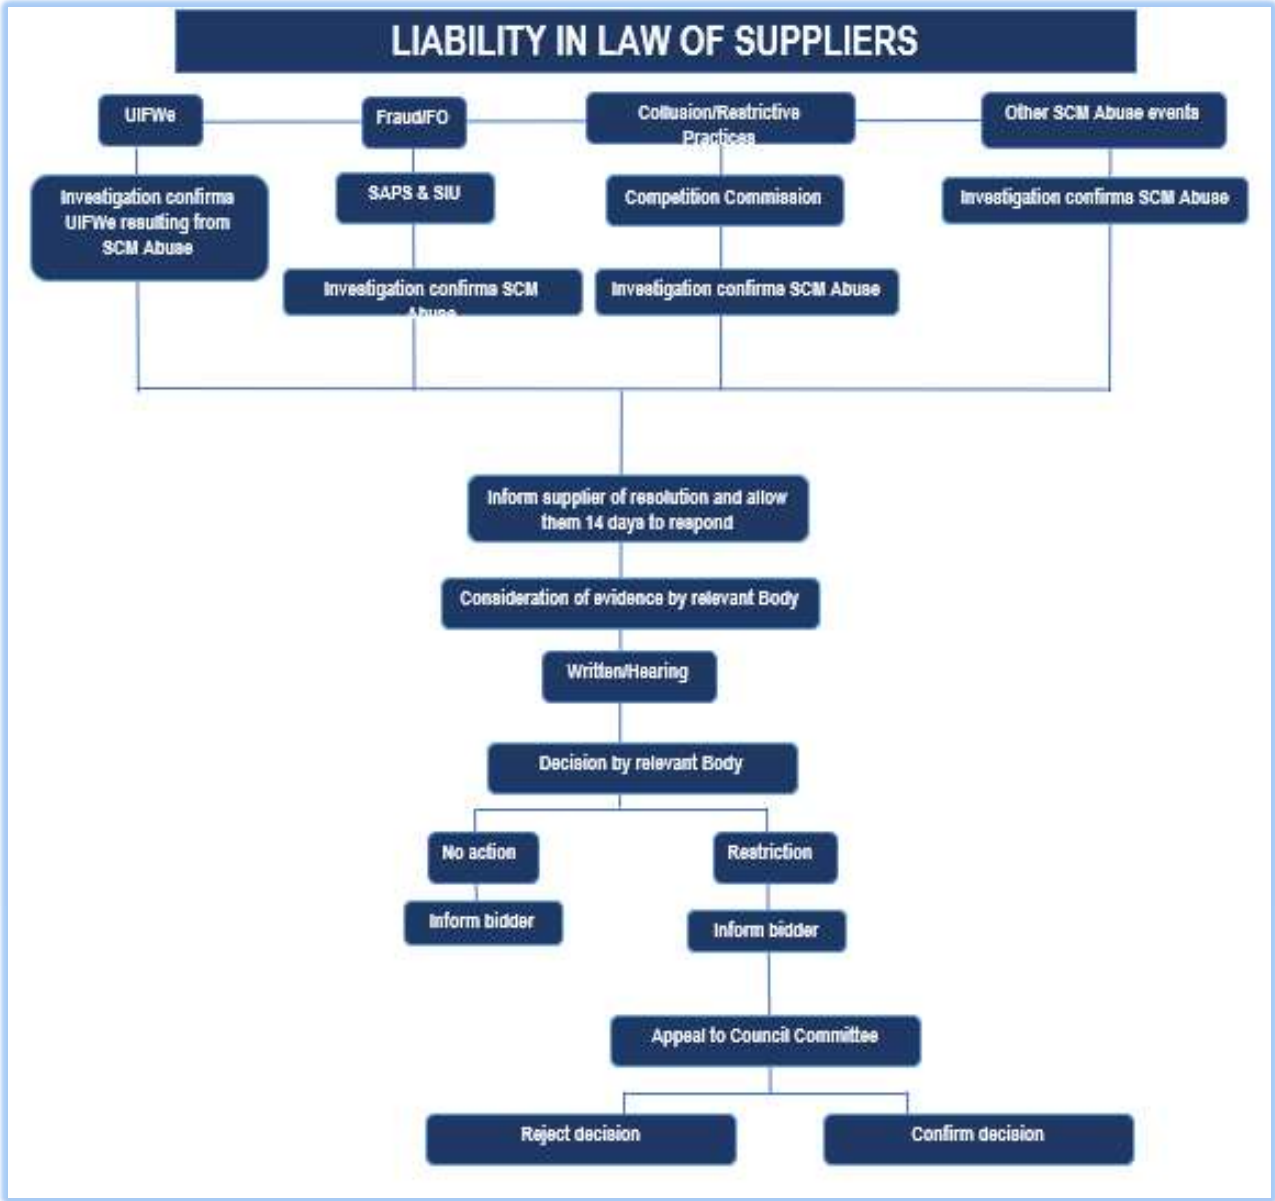 LIABILITY IN LAW OF SUPPLIERS
UIFWe
Fraud/FO
Collusion/Restrictive
Practices
Other SCM Abuse events
Investigation confirms
UIFWe resulting from
SCM Abuse
SAPS & SIU
Competition Commission
Investigation confirms SCM Abuse
Investigation confirms SCM
Abuse
Investigation confirms SCM Abuse
Inform supplier of resolution and allow
them 14 days to respond
Consideration of evidence by relevant Body
Written/Hearing
Decision by relevant Body
No action
Restriction
Inform bidder
Inform bidder
Appeal to Council Committee
Reject decision
Confirm decision